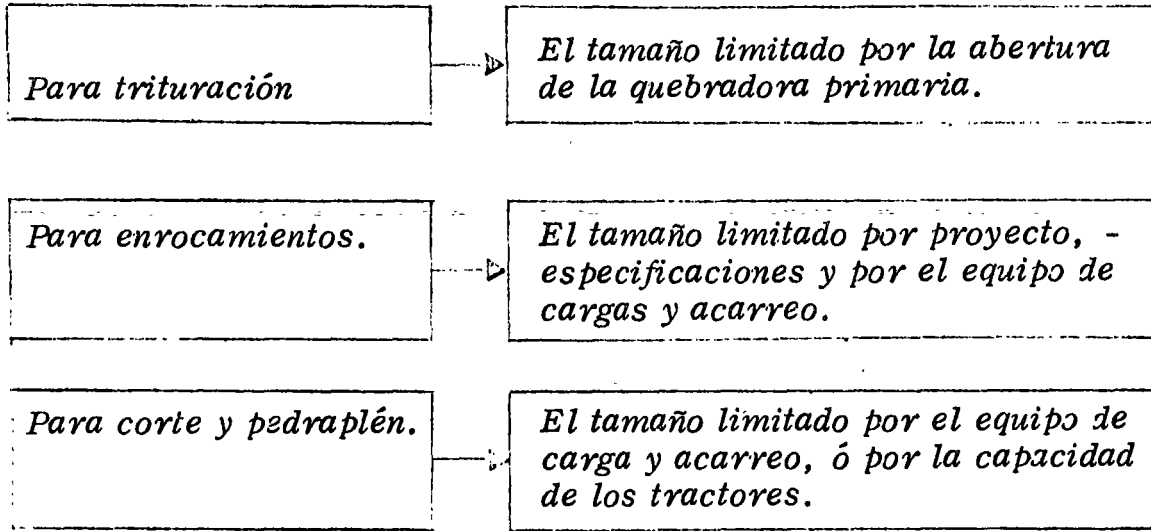 Para trituración
El tamaño limitado por la abertura
de la quebradora primaria.
Para enrocamientos.
El tamaño limitado por proyecto, -
especificaciones y por el equipo de
cargas y acarreo.
Para corte y pedraplén.
El tamaño limitado por el equipo de
carga y acarreo, ó por la capacidad
de los tractores.